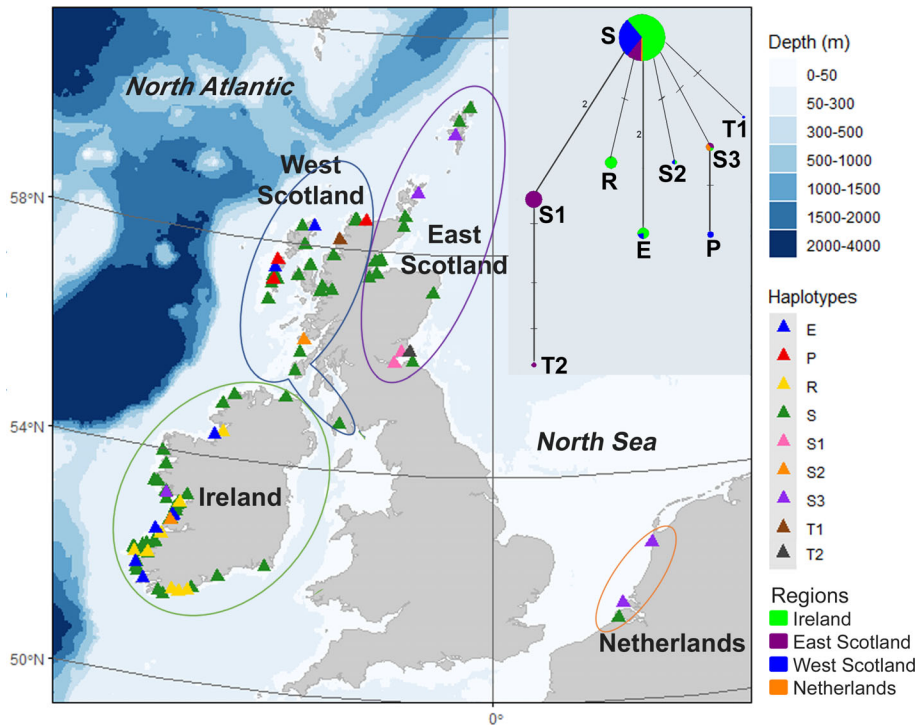 North Atlantic
West
Scotland
East
Scotland
Ireland
North Sea
Netherlands
58°N
54°N
50°N
0°
S
2
2
T1
S3
S2
R
S1
E
P
T2
Depth (m)
0-50
50-300
300-500
500-1000
1000-1500
1500-2000
2000-4000
Haplotypes
E
P
R
S
S1
S2
S3
T1
T2
Regions
Ireland
East Scotland
West Scotland
Netherlands